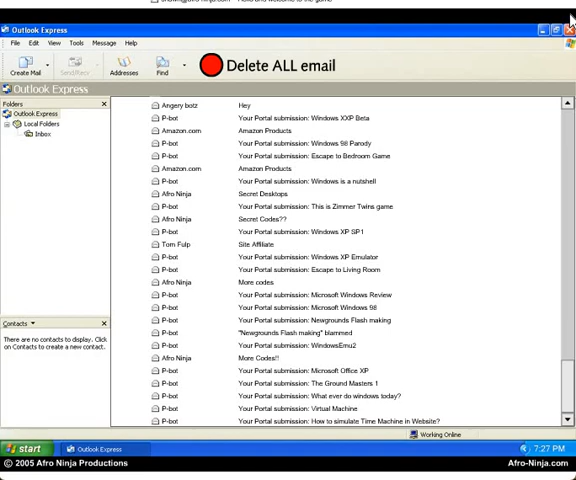 Outlook Express
File Edit View Tools Message Help
Create Mail Send/Recv Addresses Find Delete ALL email
Outlook Express
Folders
Outlook Express
Local Folders
Inbox
Angery botz Hey
P-bot Your Portal submission: Windows XXP Beta
Amazon.com Amazon Products
P-bot Your Portal submission: Windows 98 Parody
P-bot Your Portal submission: Escape to Bedroom Game
Amazon.com Amazon Products
P-bot Your Portal submission: Windows is a nutshell
Afro Ninja Secret Desktops
P-bot Your Portal submission: This is Zimmer Twins game
Afro Ninja Secret Codes??
P-bot Your Portal submission: Windows XP SP1
Tom Fulp Site Affiliate
P-bot Your Portal submission: Windows XP Emulator
P-bot Your Portal submission: Escape to Living Room
Afro Ninja More codes
P-bot Your Portal submission: Microsoft Windows Review
P-bot Your Portal submission: Microsoft Windows 98
P-bot Your Portal submission: Newgrounds Flash making
P-bot "Newgrounds Flash making" blammed
P-bot Your Portal submission: WindowsEmu2
Afro Ninja More Codes!!
P-bot Your Portal submission: Microsoft Office XP
P-bot Your Portal submission: The Ground Masters 1
P-bot Your Portal submission: What ever do windows today?
P-bot Your Portal submission: Virtual Machine
P-bot Your Portal submission: How to simulate Time Machine in Website?
Contacts
There are no contacts to display. Click
on Contacts to create a new contact.
Working Online
start Outlook Express 7:27 PM
© 2005 Afro Ninja Productions Afro-Ninja.com